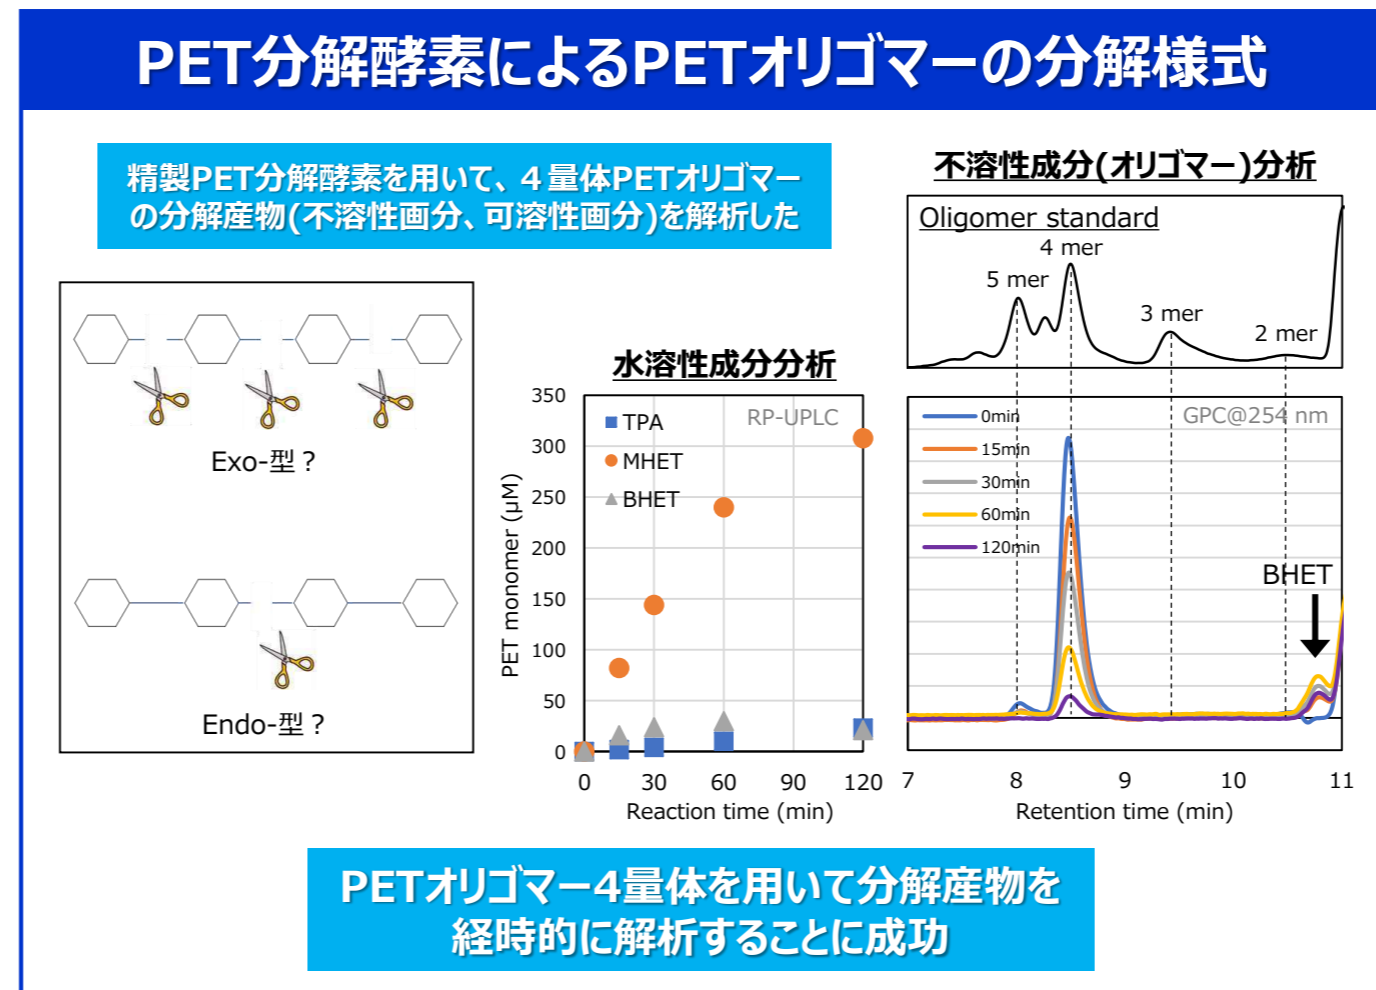 PET分解酵素によるPETオリゴマーの分解様式
精製PET分解酵素を用いて、４量体PETオリゴマー
の分解産物(不溶性画分、可溶性画分)を解析した
Exo-型？
Endo-型？
水溶性成分分析
RP-UPLC
TPA
MHET
BHET
PET monomer (μM)
350
300
250
200
150
100
50
0
0 30 60 90 120
Reaction time (min)
不溶性成分(オリゴマー)分析
Oligomer standard
4 mer
5 mer
3 mer
2 mer
GPC@254 nm
0min
15min
30min
60min
120min
BHET
7 8 9 10 11
Retention time (min)
PETオリゴマー4量体を用いて分解産物を
経時的に解析することに成功